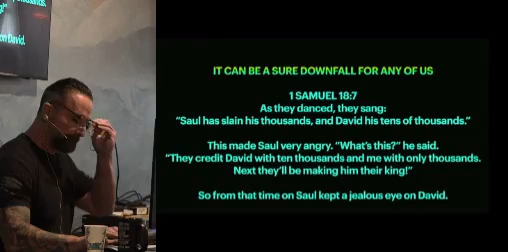 on David.
IT CAN BE A SURE DOWNFALL FOR ANY OF US
1 SAMUEL 18:7
As they danced, they sang:
“Saul has slain his thousands, and David his tens of thousands.”
This made Saul very angry. “What’s this?” he said.
“They credit David with ten thousands and me with only thousands.
Next they’ll be making him their king!”
So from that time on Saul kept a jealous eye on David.